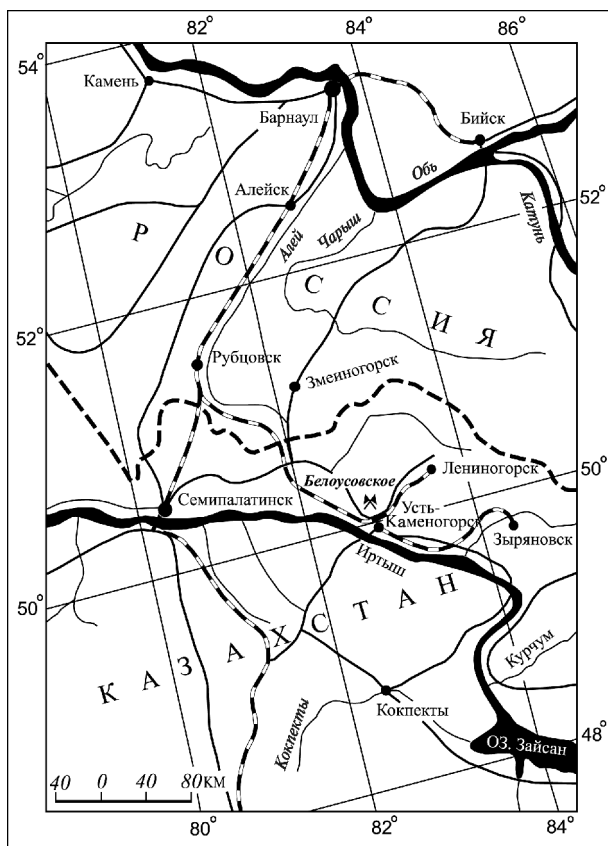 82°
84°
86°
54°
Камень
Барнаул
Бийск
Обь
Катунь
52°
Алейск
Алей
Чарыш
РОССИЯ
52°
Рубцовск
Змеиногорск
50°
Лениногорск
Белоусовское
Семипалатинск
Усть-
Каменогорск
Зыряновск
Иртыш
50°
КАЗАХСТАН
Курчум
Кокпекты
Кокпекты
48°
ОЗ. Зайсан
40 0 40 80 км
80°
82°
84°